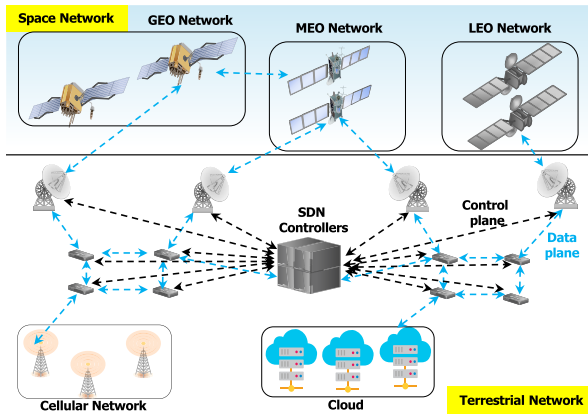 Space Network
GEO Network
MEO Network
LEO Network
SDN
Controllers
Control
plane
Data
plane
Cellular Network
Cloud
Terrestrial Network